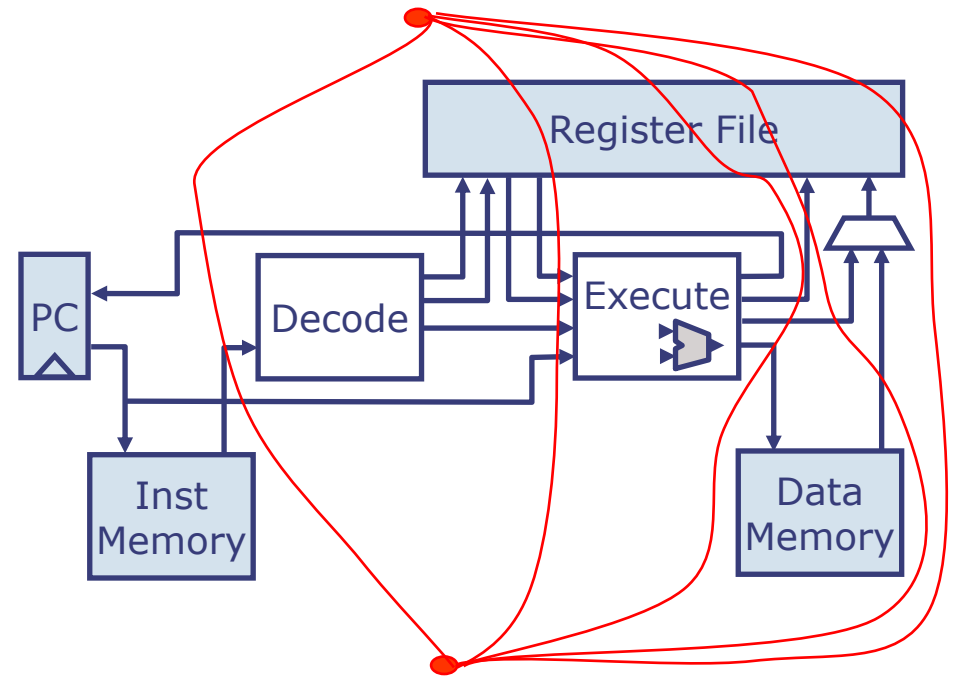 Register File
PC
Decode
Execute
Inst
Memory
Data
Memory